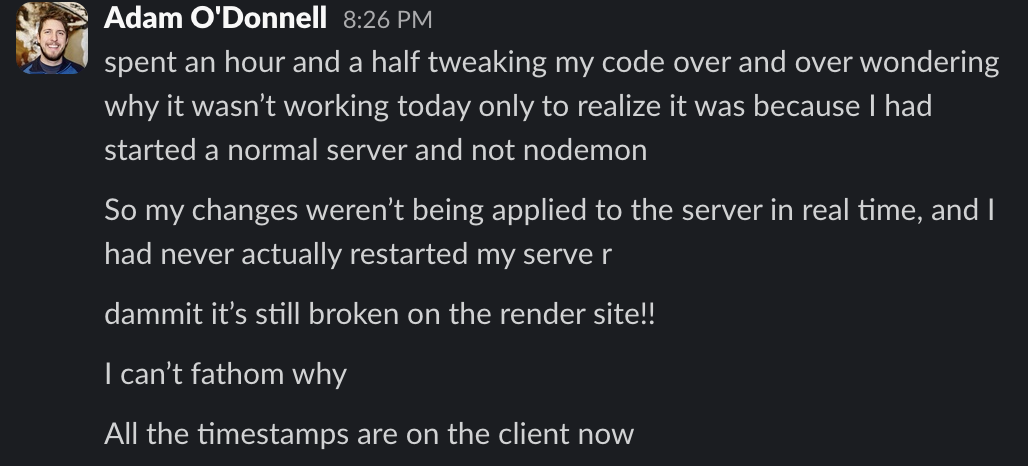 Adam O'Donnell 8:26 PM
spent an hour and a half tweaking my code over and over wondering
why it wasn’t working today only to realize it was because I had
started a normal server and not nodemon
So my changes weren’t being applied to the server in real time, and I
had never actually restarted my serve r
dammit it’s still broken on the render site!!
I can’t fathom why
All the timestamps are on the client now